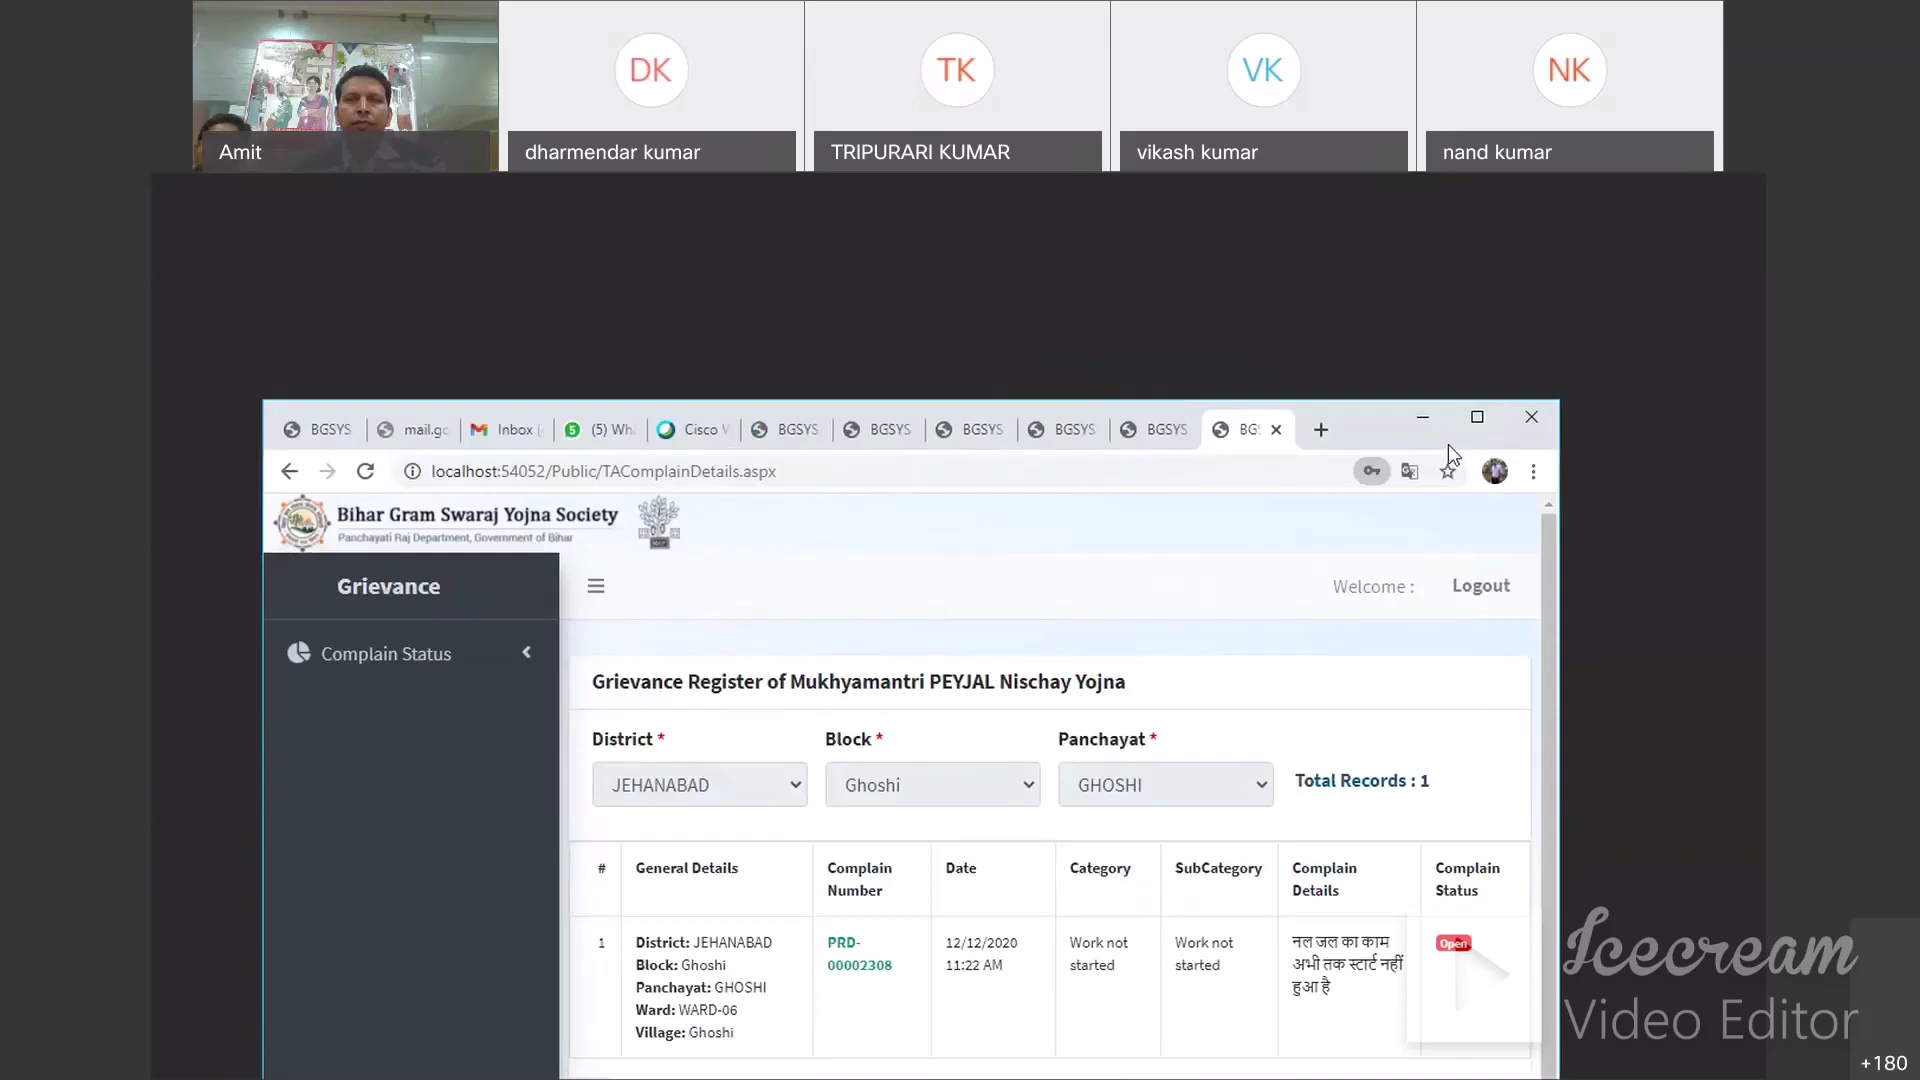 DK
TK
VK
NK
Amit
dharmendar kumar
TRIPURARI KUMAR
vikash kumar
nand kumar
BGSYS
mail.go
Inbox (
(5) Wh
Cisco
BGSYS
BGSYS
BGSYS
BGSYS
BGSYS
BGS
localhost:54052/Public/TAComplainDetails.aspx
Bihar Gram Swaraj Yojna Society
Panchayati Raj Department, Government of Bihar
Grievance
Welcome :
Logout
Complain Status
Grievance Register of Mukhyamantri PEYJAL Nischay Yojna
District *
Block *
Panchayat *
JEHANABAD
Ghoshi
GHOSHI
Total Records : 1
#
General Details
Complain
Number
Date
Category
SubCategory
Complain
Details
Complain
Status
1
District: JEHANABAD
Block: Ghoshi
Panchayat: GHOSHI
Ward: WARD-06
Village: Ghoshi
PRD-
00002308
12/12/2020
11:22 AM
Work not
started
Work not
started
नल जल का काम
अभी तक स्टार्ट नहीं
हुआ है
Open
Icecream
Video Editor
+180